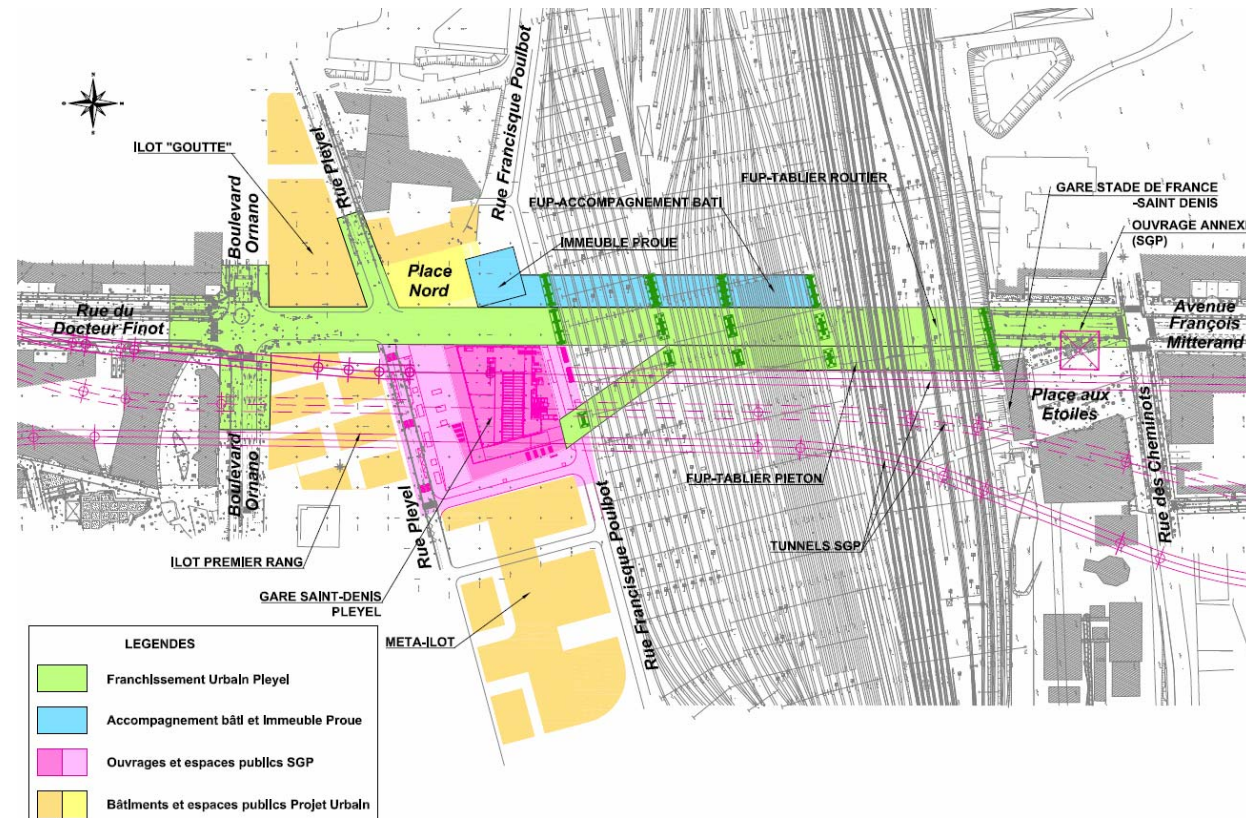 Rue Francisque Poulbot
ILOT "GOUTTE"
Rue Pleyel
Boulevard
Ornano
FUP-TABLIER ROUTIER
FUP-ACCOMPAGNEMENT BATI
IMMEUBLE PROUE
GARE STADE DE FRANCE
-SAINT DENIS
OUVRAGE ANNEXE
(SGP)
Place
Nord
Rue du
Docteur Finot
Avenue
François
Mitterand
Place aux
Etoiles
Rue des Cheminots
Boulevard
Ornano
FUP-TABLIER PIETON
TUNNELS SGP
Rue Pleyel
Rue Francisque Poulbot
ILOT PREMIER RANG
GARE SAINT-DENIS
PLEYEL
META-ILOT
LEGENDES
Franchissement Urbain Pleyel
Accompagnement bâti et Immeuble Proue
Ouvrages et espaces publics SGP
Bâtiments et espaces publics Projet Urbain